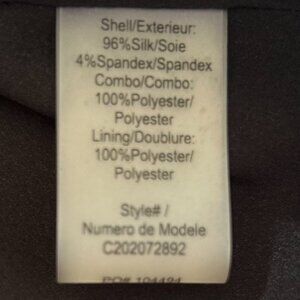 Shell/Exterieur:
96%Silk/Soie
4%Spandex/Spandex
Combo/Combo:
100%Polyester/
Polyester
Lining/Doublure:
100%Polyester/
Polyester
Style# /
Numero de Modele
C202072892